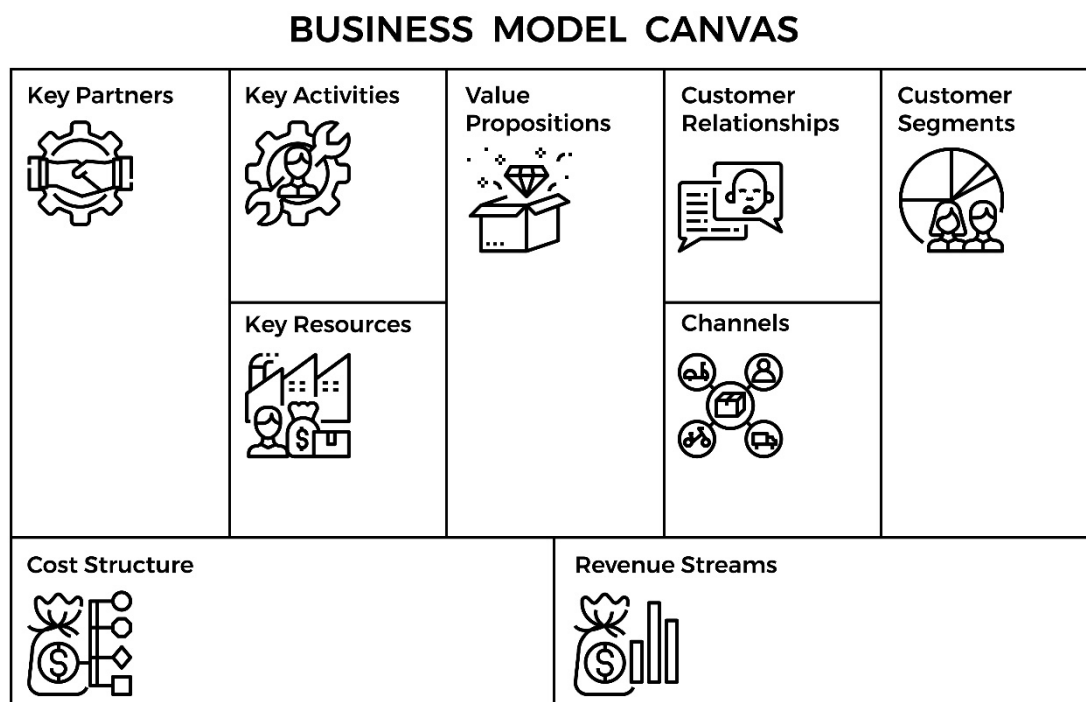 BUSINESS MODEL CANVAS
Key Partners
Key Activities
Value
Propositions
Customer
Relationships
Customer
Segments
Key Resources
$
Channels
Cost Structure
$
Revenue Streams
$